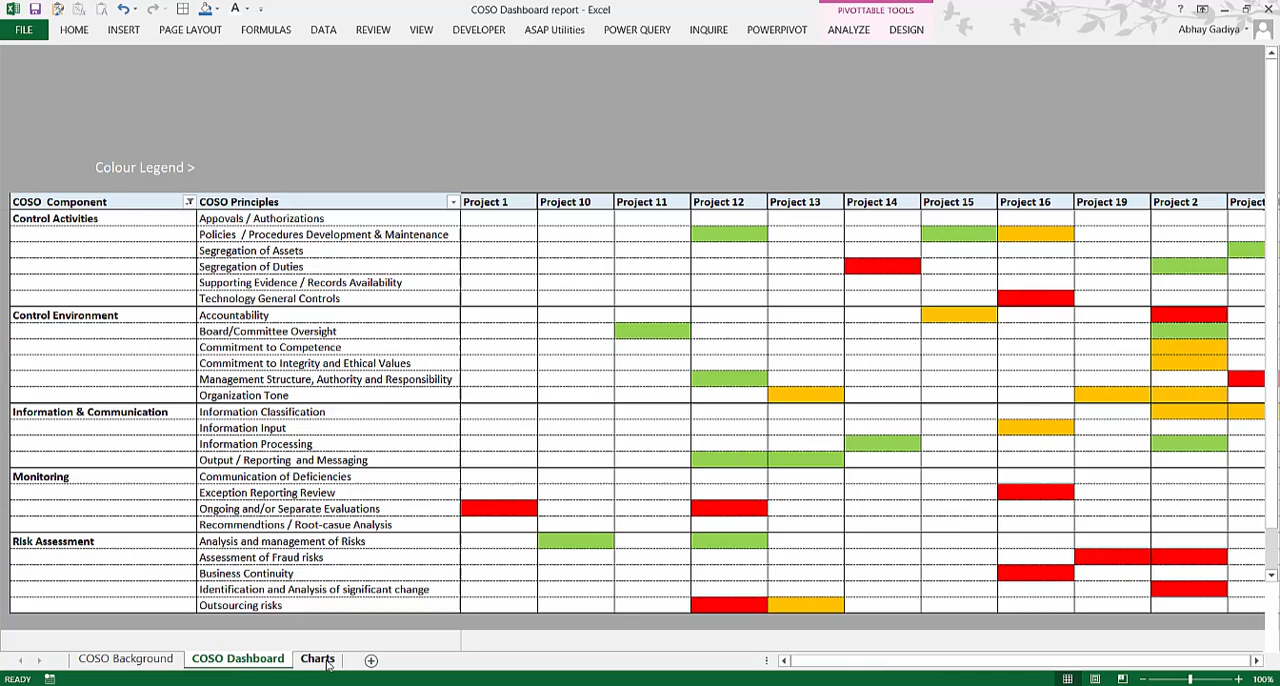 COSO Dashboard report - Excel
PIVOTTABLE TOOLS
FILE HOME INSERT PAGE LAYOUT FORMULAS DATA REVIEW VIEW DEVELOPER ASAP Utilities POWER QUERY INQUIRE POWERPIVOT ANALYZE DESIGN Abhay Gadiya
Colour Legend >
COSO Component COSO Principles Project 1 Project 10 Project 11 Project 12 Project 13 Project 14 Project 15 Project 16 Project 19 Project 2 Project
Control Activities Appovals / Authorizations
Policies / Procedures Development & Maintenance
Segregation of Assets
Segregation of Duties
Supporting Evidence / Records Availability
Technology General Controls
Control Environment Accountability
Board/Committee Oversight
Commitment to Competence
Commitment to Integrity and Ethical Values
Management Structure, Authority and Responsibility
Organization Tone
Information & Communication Information Classification
Information Input
Information Processing
Output / Reporting and Messaging
Monitoring Communication of Deficiencies
Exception Reporting Review
Ongoing and/or Separate Evaluations
Recommendtions / Root-casue Analysis
Risk Assessment Analysis and management of Risks
Assessment of Fraud risks
Business Continuity
Identification and Analysis of significant change
Outsourcing risks
COSO Background COSO Dashboard Charts
READY 100%